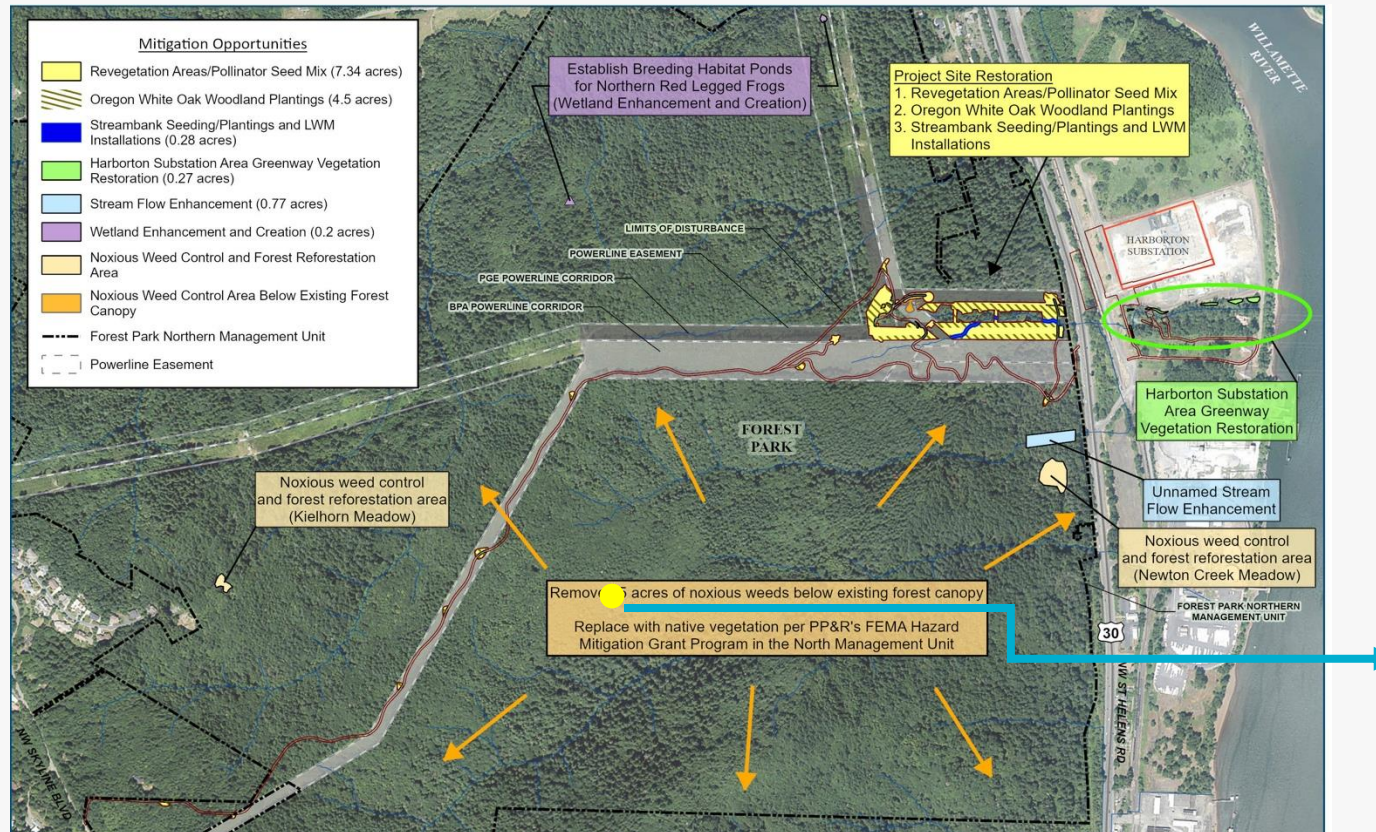 Mitigation Opportunities
Revegetation Areas/Pollinator Seed Mix (7.34 acres)
Oregon White Oak Woodland Plantings (4.5 acres)
Streambank Seeding/Plantings and LWM
Installations (0.28 acres)
Harborton Substation Area Greenway Vegetation
Restoration (0.27 acres)
Stream Flow Enhancement (0.77 acres)
Wetland Enhancement and Creation (0.2 acres)
Noxious Weed Control and Forest Reforestation
Area
Noxious Weed Control Area Below Existing Forest
Canopy
Forest Park Northern Management Unit
Powerline Easement
Establish Breeding Habitat Ponds
for Northern Red Legged Frogs
(Wetland Enhancement and Creation)
Project Site Restoration
1. Revegetation Areas/Pollinator Seed Mix
2. Oregon White Oak Woodland Plantings
3. Streambank Seeding/Plantings and LWM
Installations
WILLAMETTE
RIVER
LIMITS OF DISTURBANCE
POWERLINE EASEMENT
PGE POWERLINE CORRIDOR
BPA POWERLINE CORRIDOR
HARBORTON
SUBSTATION
Harborton Substation
Area Greenway
Vegetation Restoration
FOREST
PARK
Unnamed Stream
Flow Enhancement
Noxious weed control
and forest reforestation area
(Kielhorn Meadow)
Noxious weed control
and forest reforestation area
(Newton Creek Meadow)
Remove 5 acres of noxious weeds below existing forest canopy
Replace with native vegetation per PP&R's FEMA Hazard
Mitigation Grant Program in the North Management Unit
FOREST PARK NORTHERN
MANAGEMENT UNIT
30
NW ST HELENS RD
NW SKYLINE BLVD